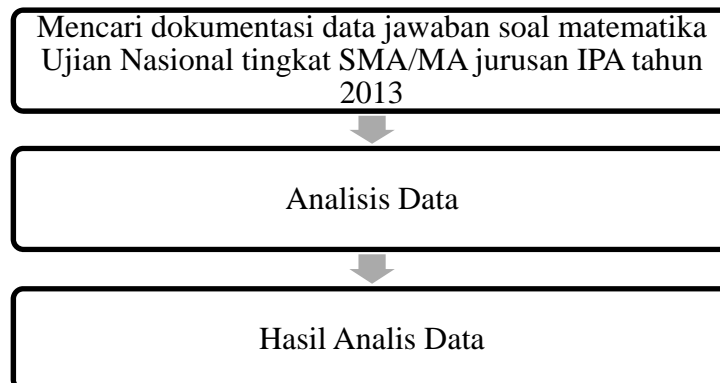 Mencari dokumentasi data jawaban soal matematika
Ujian Nasional tingkat SMA/MA jurusan IPA tahun
2013
Analisis Data
Hasil Analis Data